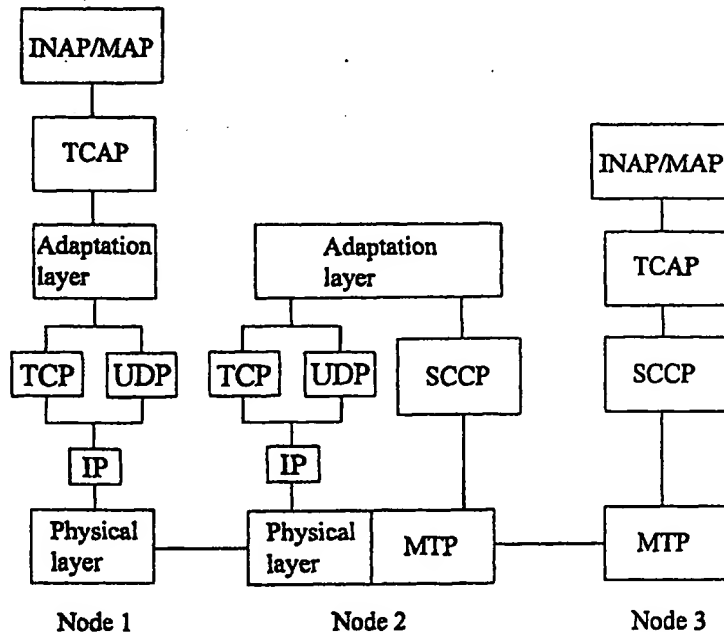 INAP/MAP
TCAP
Adaptation
layer
TCP
UDP
IP
Physical
layer
Node 1
Adaptation
layer
TCP
UDP
SCCP
IP
Physical
layer
MTP
Node 2
INAP/MAP
TCAP
SCCP
MTP
Node 3